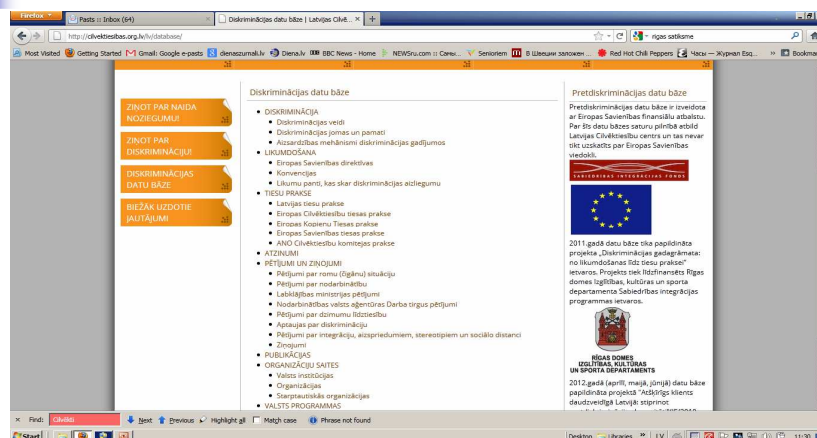 Firefox
Pasts :: Inbox (64)
Diskriminācijas datu bāze | Latvijas Cilvē...
http://cilvektiesibas.org.lv/lv/database/
rigas satiksme
Most Visited
Getting Started
Gmail: Google e-pasts
dienaszurnali.lv
Diena.lv
BBC News - Home
NEWSru.com :: Самы...
Senioriem
В Швеции заложен ...
Red Hot Chili Peppers
Часы — Журнал Esq...
Bookmar
ZIŅOT PAR NAIDA
NOZIEGUMU!
ZIŅOT PAR
DISKRIMINĀCIJU!
DISKRIMINĀCIJAS
DATU BĀZE
BIEŽĀK UZDOTIE
JAUTĀJUMI
Diskriminācijas datu bāze
DISKRIMINĀCIJA
Diskriminācijas veidi
Diskriminācijas jomas un pamati
Aizsardzības mehānismi diskriminācijas gadījumos
LIKUMDOŠANA
Eiropas Savienības direktīvas
Konvencijas
Likumu panti, kas skar diskriminācijas aizliegumu
TIESU PRAKSE
Latvijas tiesu prakse
Eiropas Cilvēktiesību tiesas prakse
Eiropas Kopienu Tiesas prakse
Eiropas Savienības tiesas prakse
ANO Cilvēktiesību komitejas prakse
ATZINUMI
PĒTĪJUMI UN ZIŅOJUMI
Pētījumi par romu (čigānu) situāciju
Pētījumi par nodarbinātību
Labklājības ministrijas pētījumi
Nodarbinātības valsts aģentūras Darba tirgus pētījumi
Pētījumi par dzimumu līdztiesību
Aptaujas par diskrimināciju
Pētījumi par integrāciju, aizspriedumiem, stereotipiem un sociālo distanci
Ziņojumi
PUBLIKĀCIJAS
ORGANIZĀCIJU SAITES
Valsts institūcijas
Organizācijas
Starptautiskās organizācijas
VALSTS PROGRAMMAS
Pretdiskriminācijas datu bāze
Pretdiskriminācijas datu bāze ir izveidota
ar Eiropas Savienības finansiālu atbalstu.
Par šīs datu bāzes saturu pilnībā atbild
Latvijas Cilvēktiesību centrs un tas nevar
tikt uzskatīts par Eiropas Savienības
viedokli.
SABIEDRĪBAS INTEGRĀCIJAS FONDS
2011.gadā datu bāze tika papildināta
projekta „Diskriminācijas gadagrāmata:
no likumdošanas līdz tiesu praksei"
ietvaros. Projekts tiek līdzfinansēts Rīgas
domes Izglītības, kultūras un sporta
departamenta Sabiedrības integrācijas
programmas ietvaros.
RĪGAS DOMES
IZGLĪTĪBAS, KULTŪRAS
UN SPORTA DEPARTAMENTS
2012.gadā (aprīlī, maijā, jūnijā) datu bāze
papildināta projektā "Atšķirīgs klients
daudzveidīgā Latvijā: stiprinot
Find:
Next
Previous
Highlight all
Match case
Phrase not found
Start
Desktop
Libraries
LV
11:30